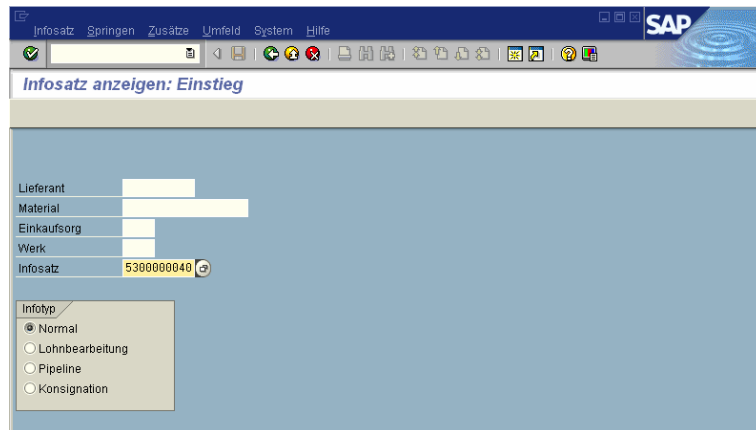 Infosatz Springen Zusätze Umfeld System Hilfe
SAP
Infosatz anzeigen: Einstieg
Lieferant
Material
Einkaufsorg
Werk
Infosatz 5300000040
Infotyp
Normal
Lohnbearbeitung
Pipeline
Konsignation